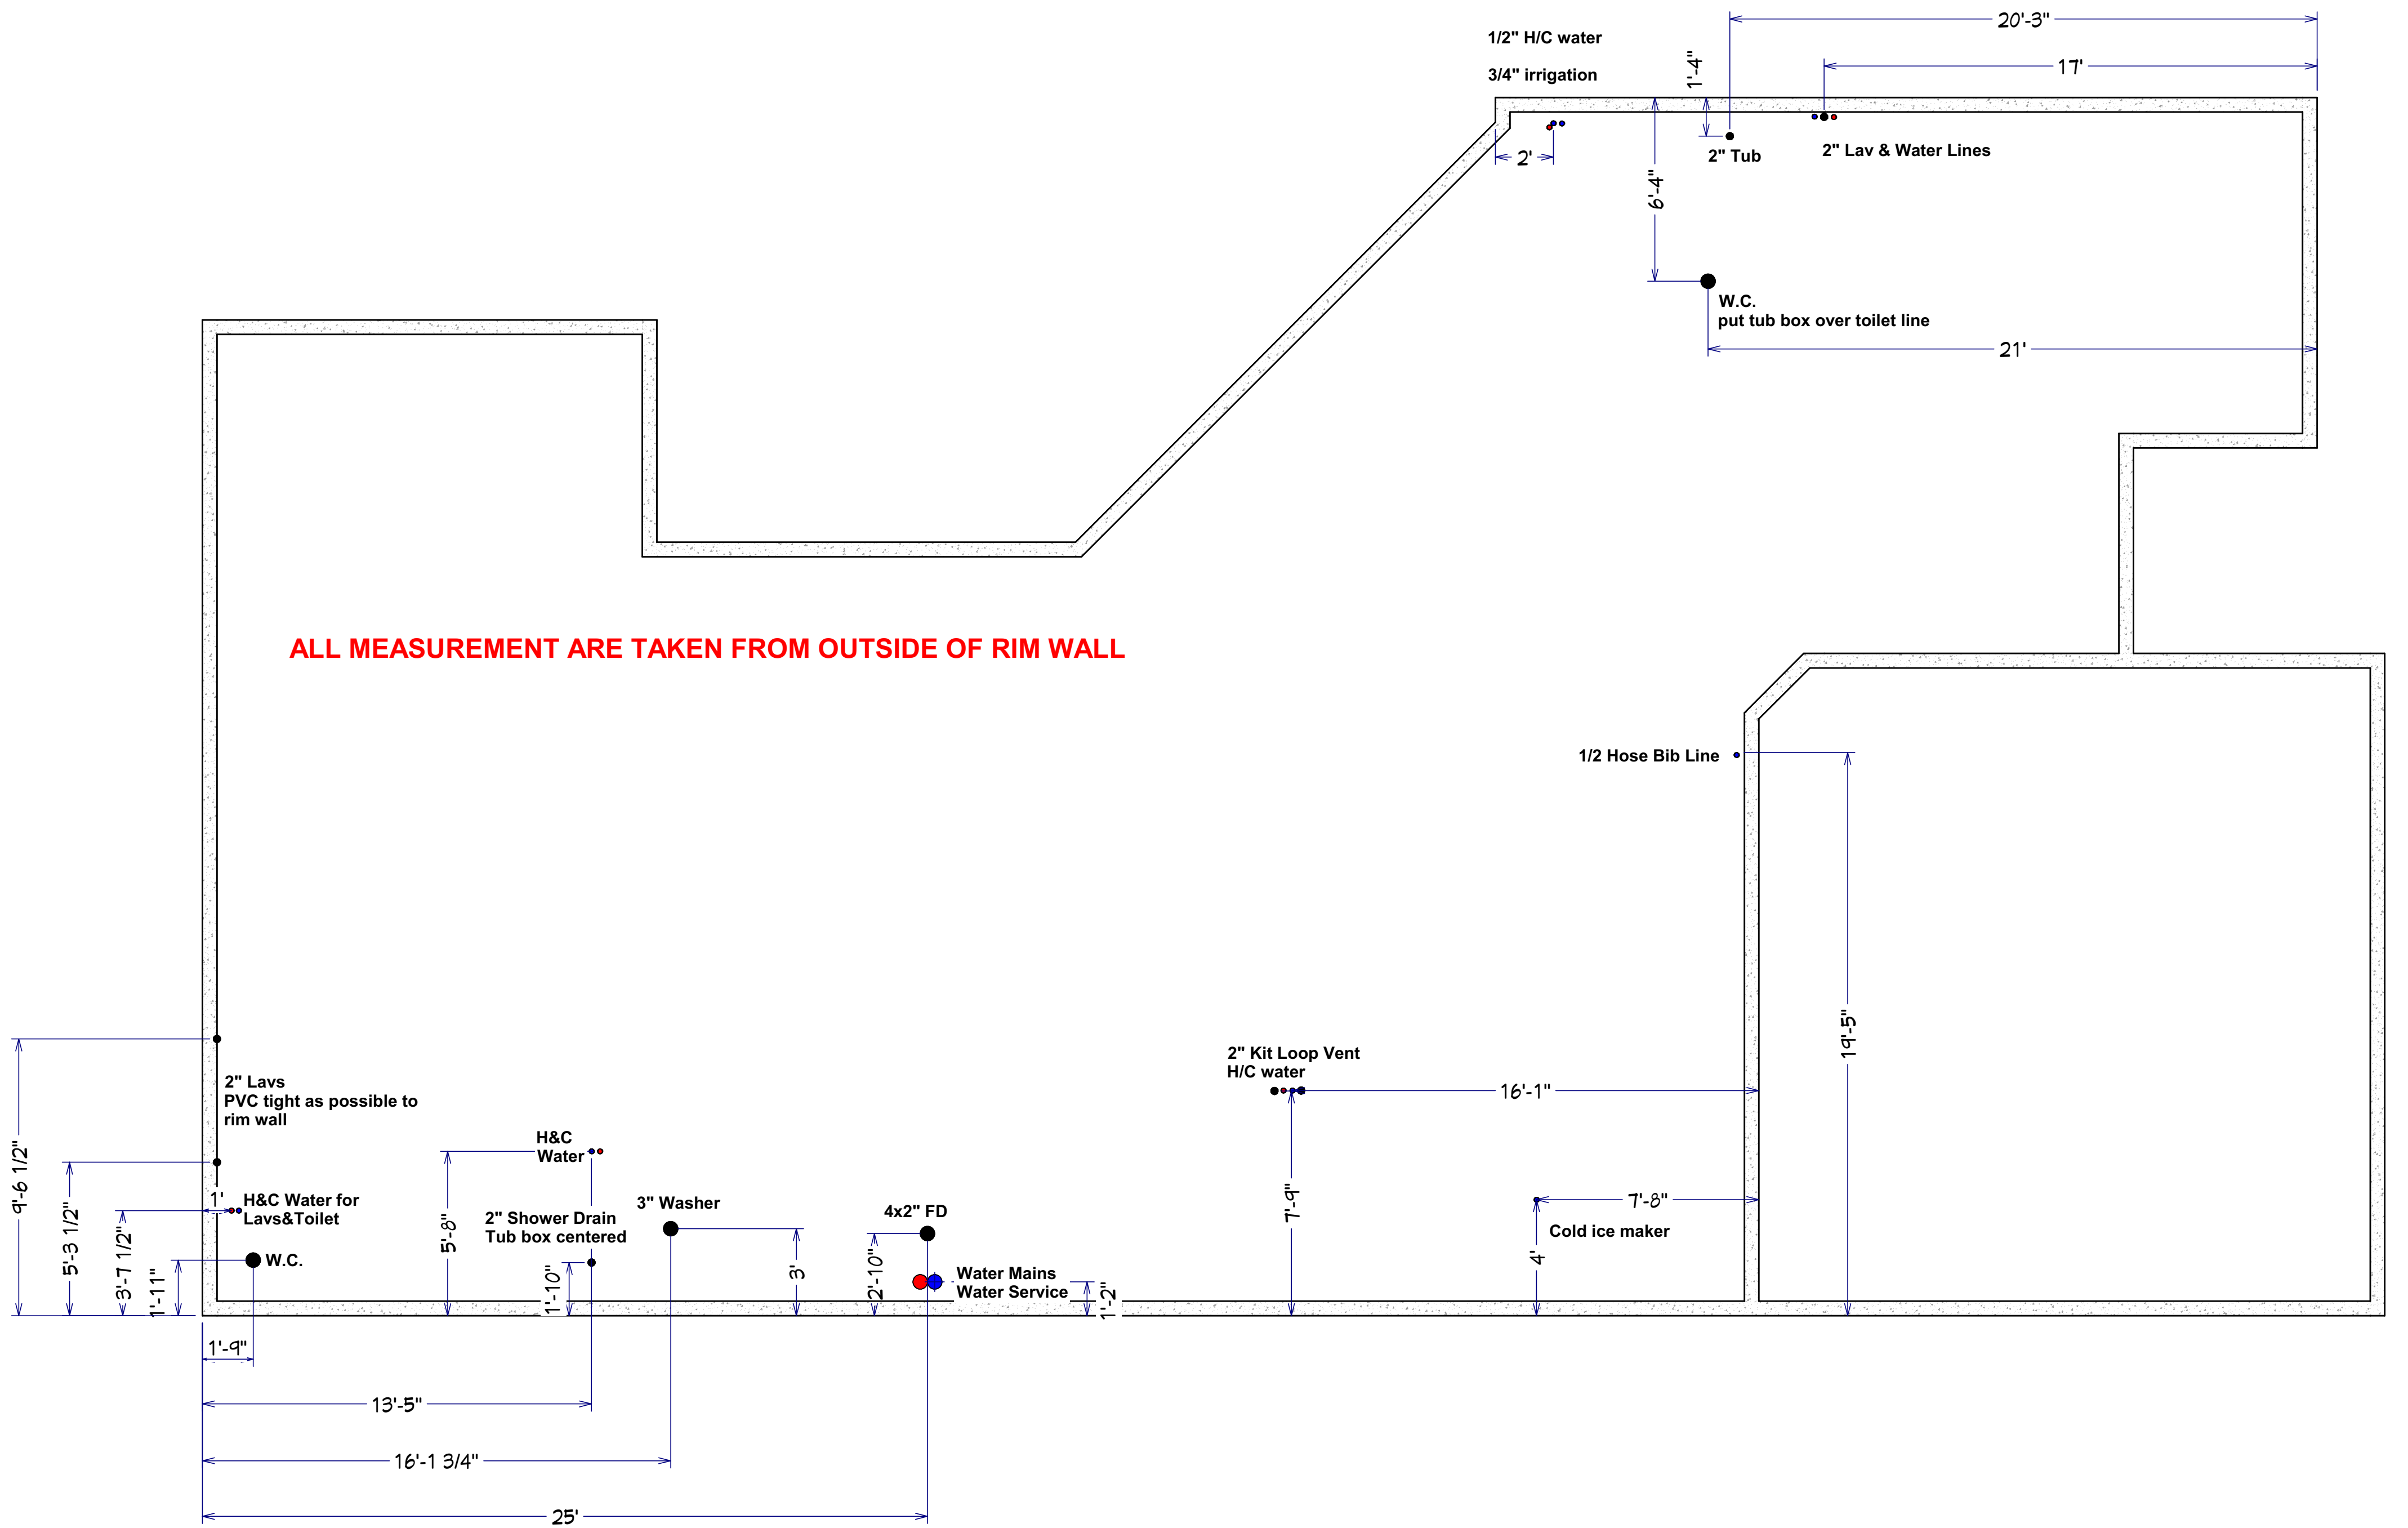 20'-3"
1/2" H/C water
17'
1'-4"
3/4" irrigation
2" Lav & Water Lines
2" Tub
2'
6'-4"
W.C.
put tub box over toilet line
21'
ALL MEASUREMENT ARE TAKEN FROM OUTSIDE OF RIM WALL
1/2 Hose Bib Line
19'-5"
2" Kit Loop Vent
H/C water
16'-1"
2" Lavs
PVC tight as possible to
rim wall
H&C
Water
9'-6 1/2"
5'-3 1/2"
3'-7 1/2"
1'-11"
1'
H&C Water for
Lavs&Toilet
W.C.
5'-8"
2" Shower Drain
Tub box centered
1'-10"
3" Washer
3'
4x2" FD
2'-10"
Water Mains
Water Service
1'-2"
7'-9"
7'-8"
Cold ice maker
4'
1'-9"
13'-5"
16'-1 3/4"
25'